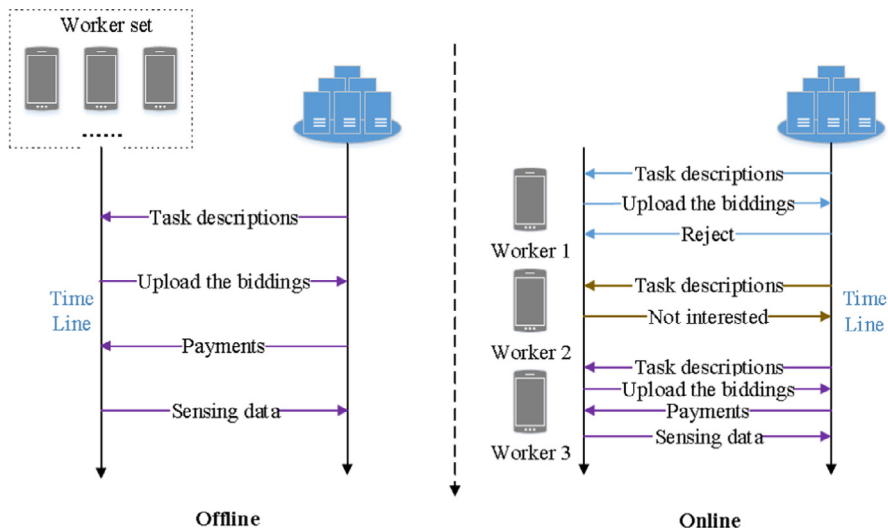 Worker set
......
Task descriptions
Upload the biddings
Time
Line
Payments
Sensing data
Offline
Task descriptions
Upload the biddings
Reject
Worker 1
Task descriptions
Not interested
Time
Line
Worker 2
Task descriptions
Upload the biddings
Payments
Sensing data
Worker 3
Online